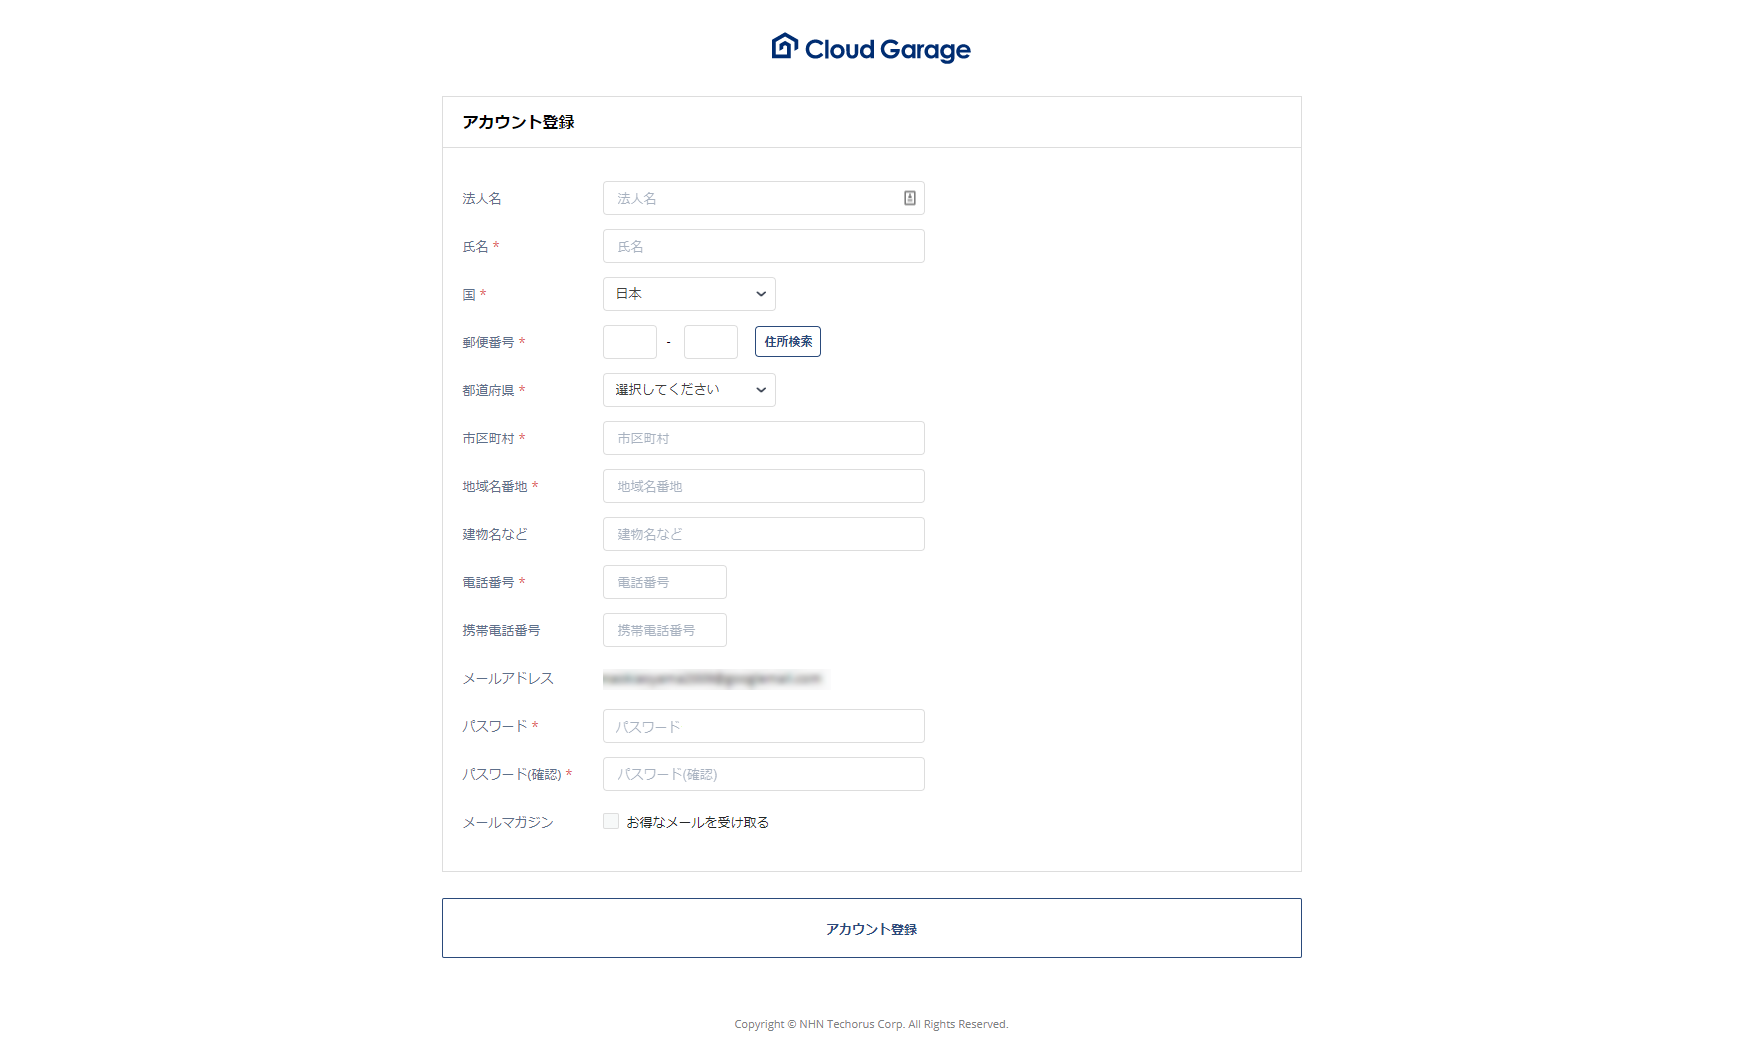 Cloud Garage
アカウント登録
法人名 法人名
氏名 * 氏名
国 * 日本
郵便番号 * - 住所検索
都道府県 * 選択してください
市区町村 * 市区町村
地域名番地 * 地域名番地
建物名など 建物名など
電話番号 * 電話番号
携帯電話番号 携帯電話番号
メールアドレス
パスワード * パスワード
パスワード(確認) * パスワード(確認)
メールマガジン お得なメールを受け取る
アカウント登録
Copyright © NHN Techorus Corp. All Rights Reserved.